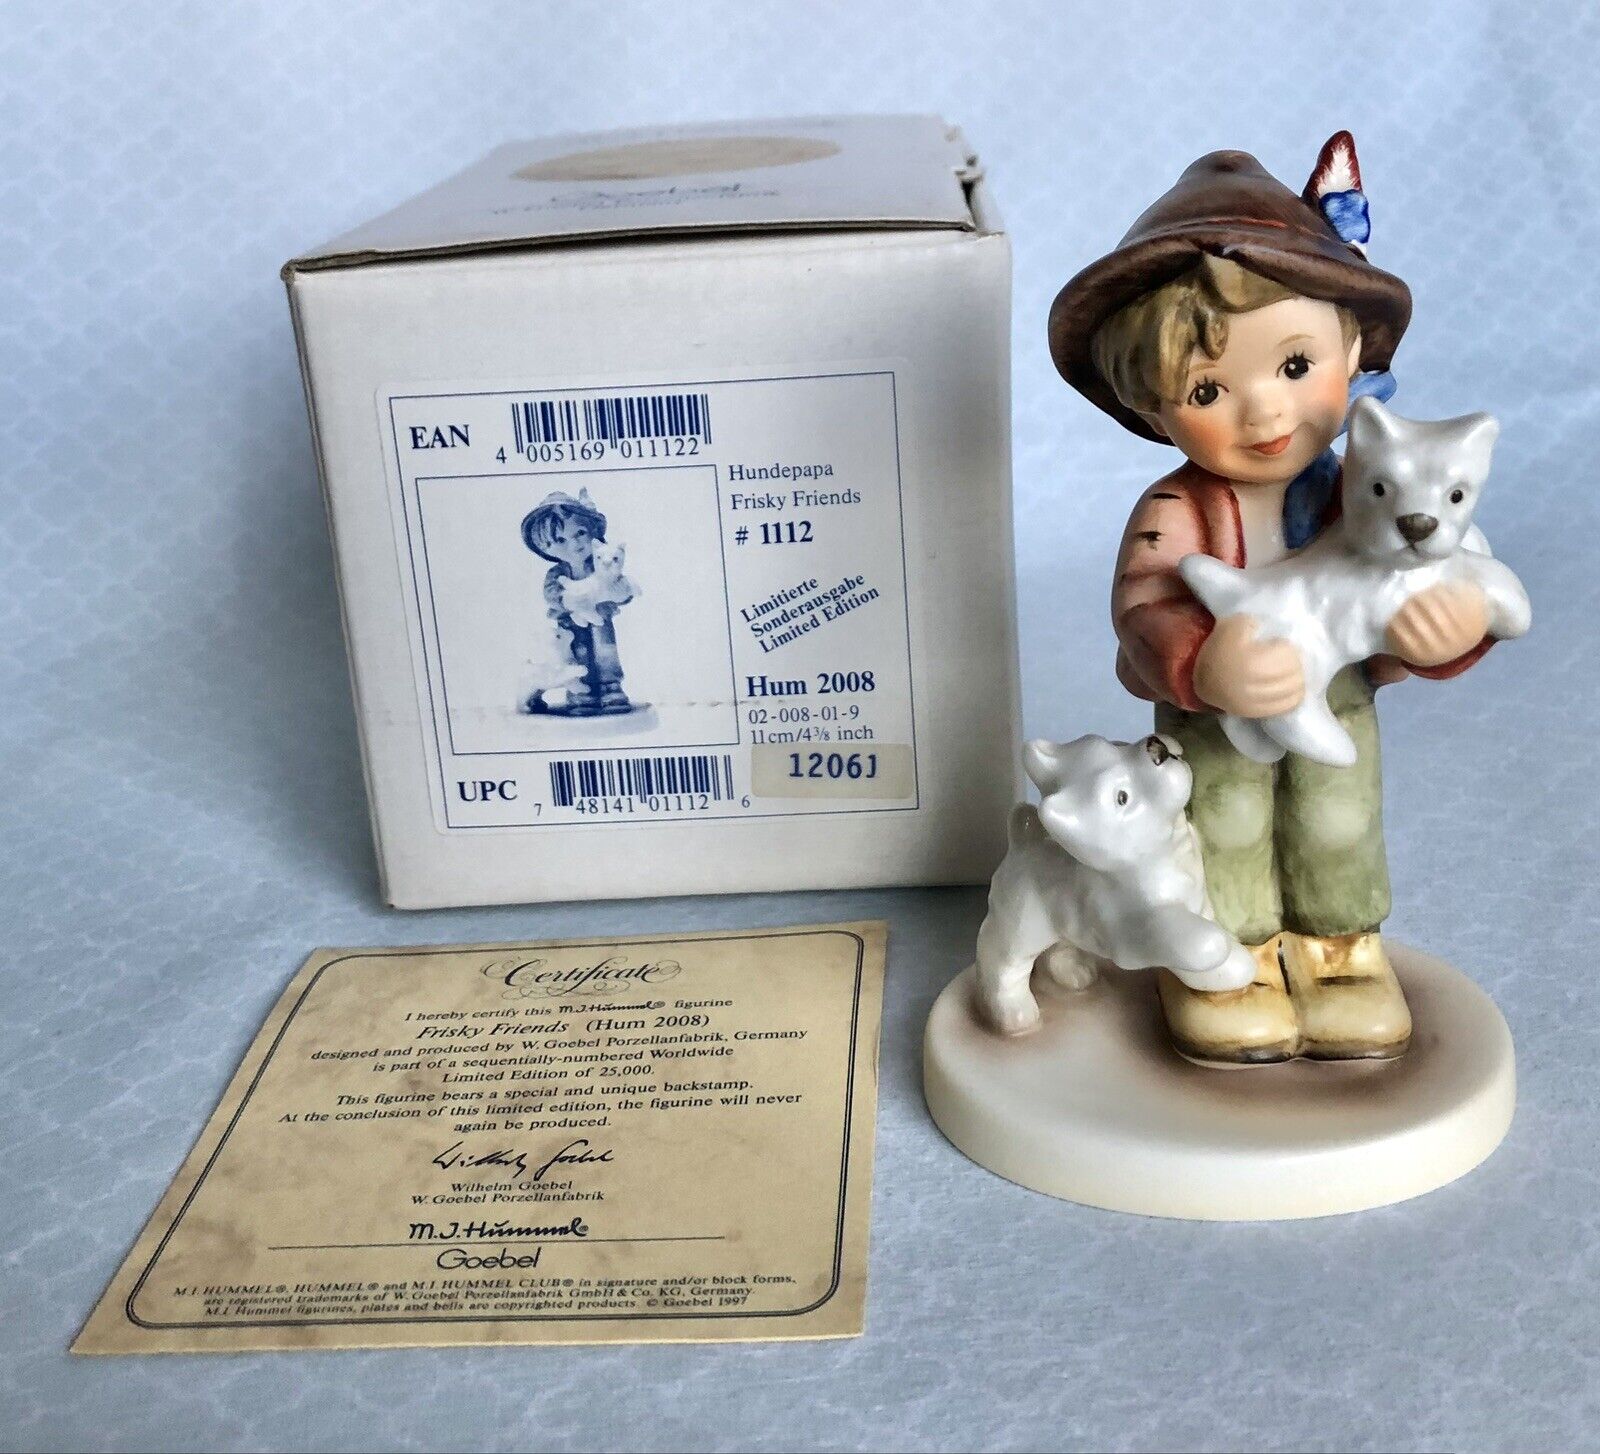 Goebel
EAN
4 005169 011122
Hundepapa
Frisky Friends
# 1112
Limitierte
Sonderausgabe
Limited Edition
Hum 2008
02-008-01-9
11cm/4⅜ inch
1206J
UPC
7 48141 01112 6
Certificate
I hereby certify this M.J.Hummel® figurine
Frisky Friends (Hum 2008)
designed and produced by W. Goebel Porzellanfabrik, Germany
is part of a sequentially-numbered Worldwide
Limited Edition of 25,000.
This figurine bears a special and unique backstamp.
At the conclusion of this limited edition, the figurine will never
again be produced.
Wilhelm Goebel
Wilhelm Goebel
W. Goebel Porzellanfabrik
M.J.Hummel®
Goebel
M.I. HUMMEL®, HUMMEL® and M.I. HUMMEL CLUB® in signature and/or block forms,
are registered trademarks of W. Goebel Porzellanfabrik GmbH & Co. KG, Germany.
M.I. Hummel figurines, plates and bells are copyrighted products. © Goebel 1997